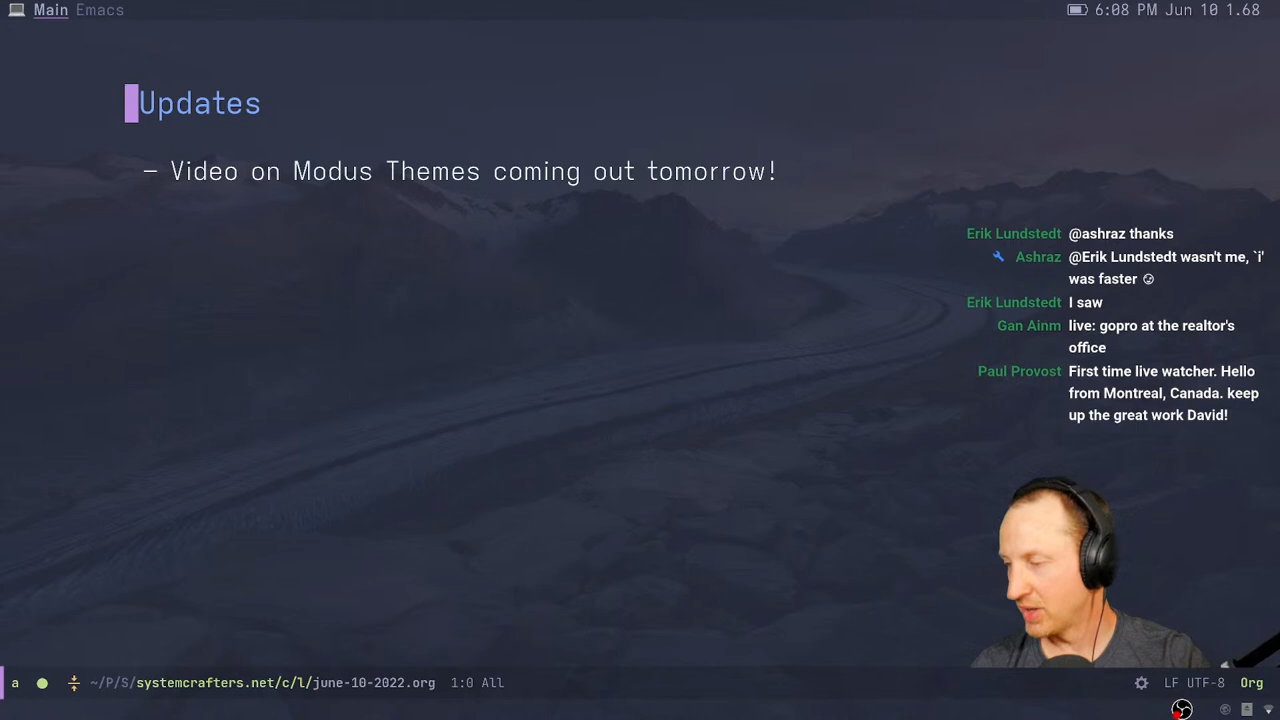 Main Emacs
6:08 PM Jun 10 1.68
Updates
- Video on Modus Themes coming out tomorrow!
Erik Lundstedt @ashraz thanks
Ashraz @Erik Lundstedt wasn't me, `i'
was faster
Erik Lundstedt I saw
Gan Ainm live: gopro at the realtor's
office
Paul Provost First time live watcher. Hello
from Montreal, Canada. keep
up the great work David!
a ~/P/S/systemcrafters.net/c/l/june-10-2022.org 1:0 All
LF UTF-8 Org